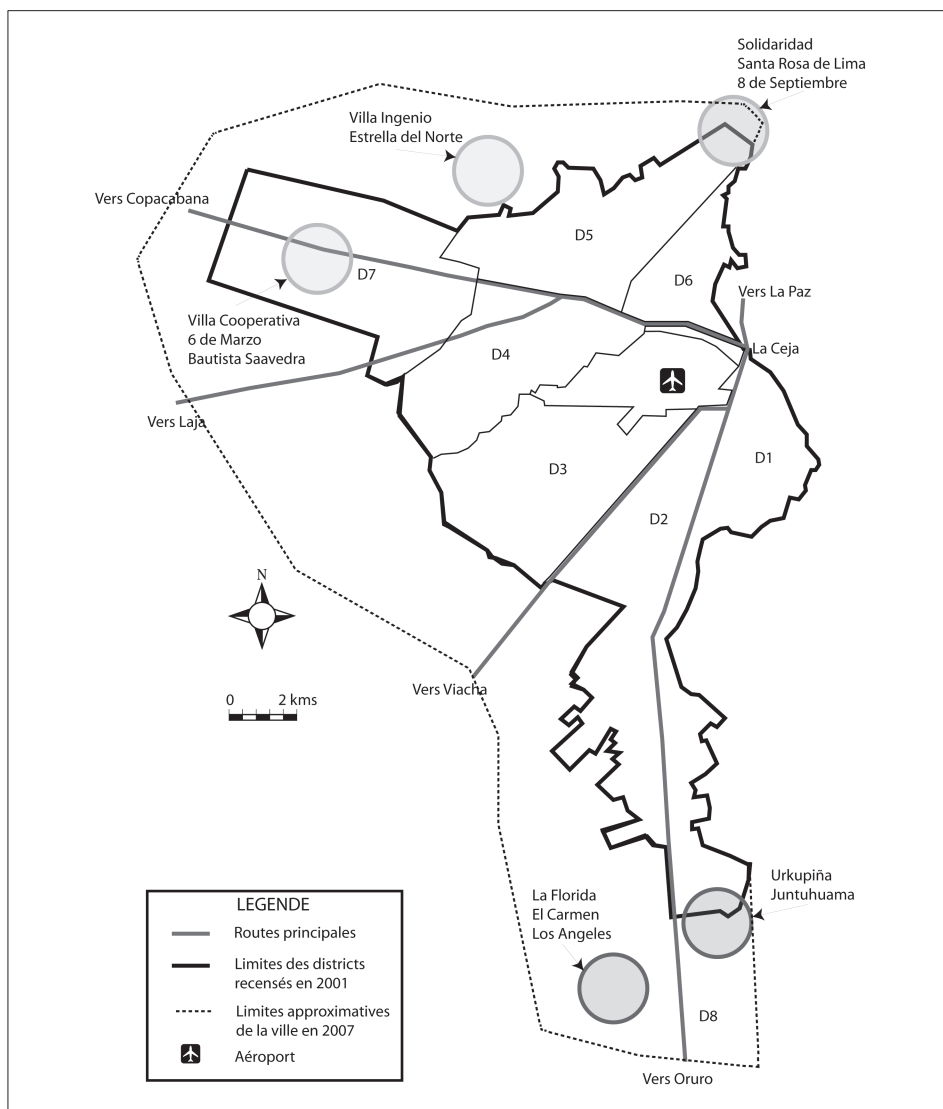 Solidaridad
Santa Rosa de Lima
8 de Septiembre
Villa Ingenio
Estrella del Norte
Vers Copacabana
D5
D7
D6
Vers La Paz
Villa Cooperativa
6 de Marzo
Bautista Saavedra
D4
La Ceja
Vers Laja
D3
D1
D2
N
0 2 kms
Vers Viacha
Urkupiña
Juntuhuama
La Florida
El Carmen
Los Angeles
D8
Vers Oruro
LEGENDE
Routes principales
Limites des districts
recensés en 2001
Limites approximatives
de la ville en 2007
Aéroport